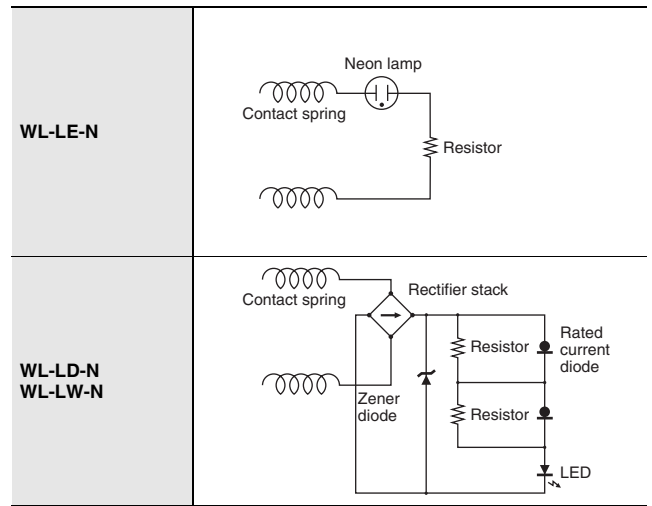 WL-LE-N
Neon lamp
Contact spring
Resistor
WL-LD-N
WL-LW-N
Contact spring
Rectifier stack
Resistor
Rated
current
diode
Zener
diode
Resistor
LED